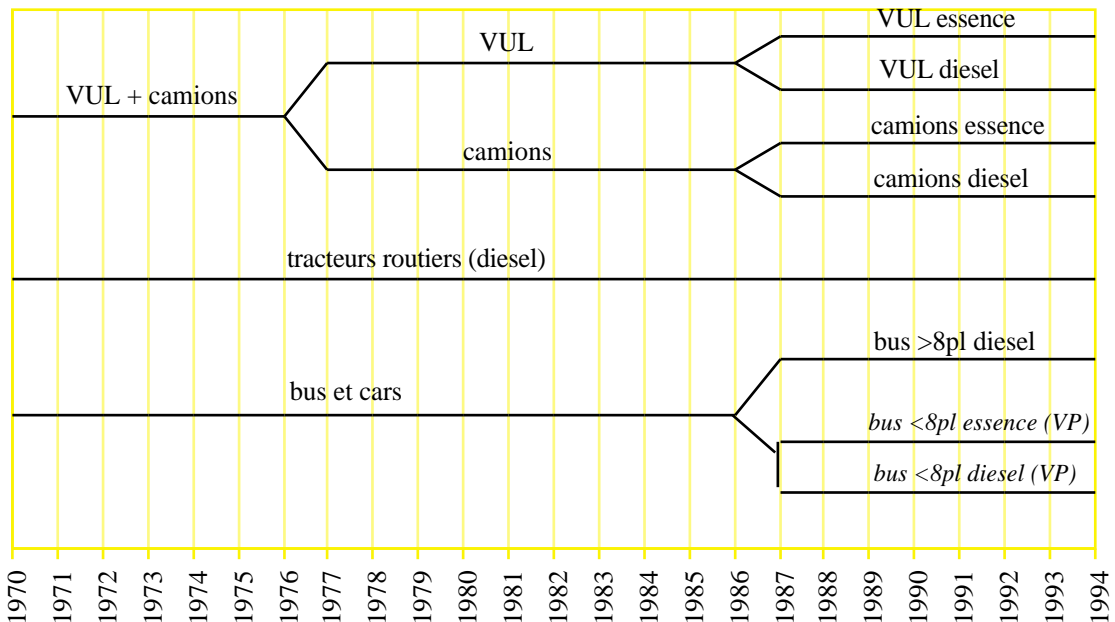 VUL essence
VUL
VUL diesel
VUL + camions
camions essence
camions
camions diesel
tracteurs routiers (diesel)
bus >8pl diesel
bus et cars
bus <8pl essence (VP)
bus <8pl diesel (VP)
1970
1971
1972
1973
1974
1975
1976
1977
1978
1979
1980
1981
1982
1983
1984
1985
1986
1987
1988
1989
1990
1991
1992
1993
1994